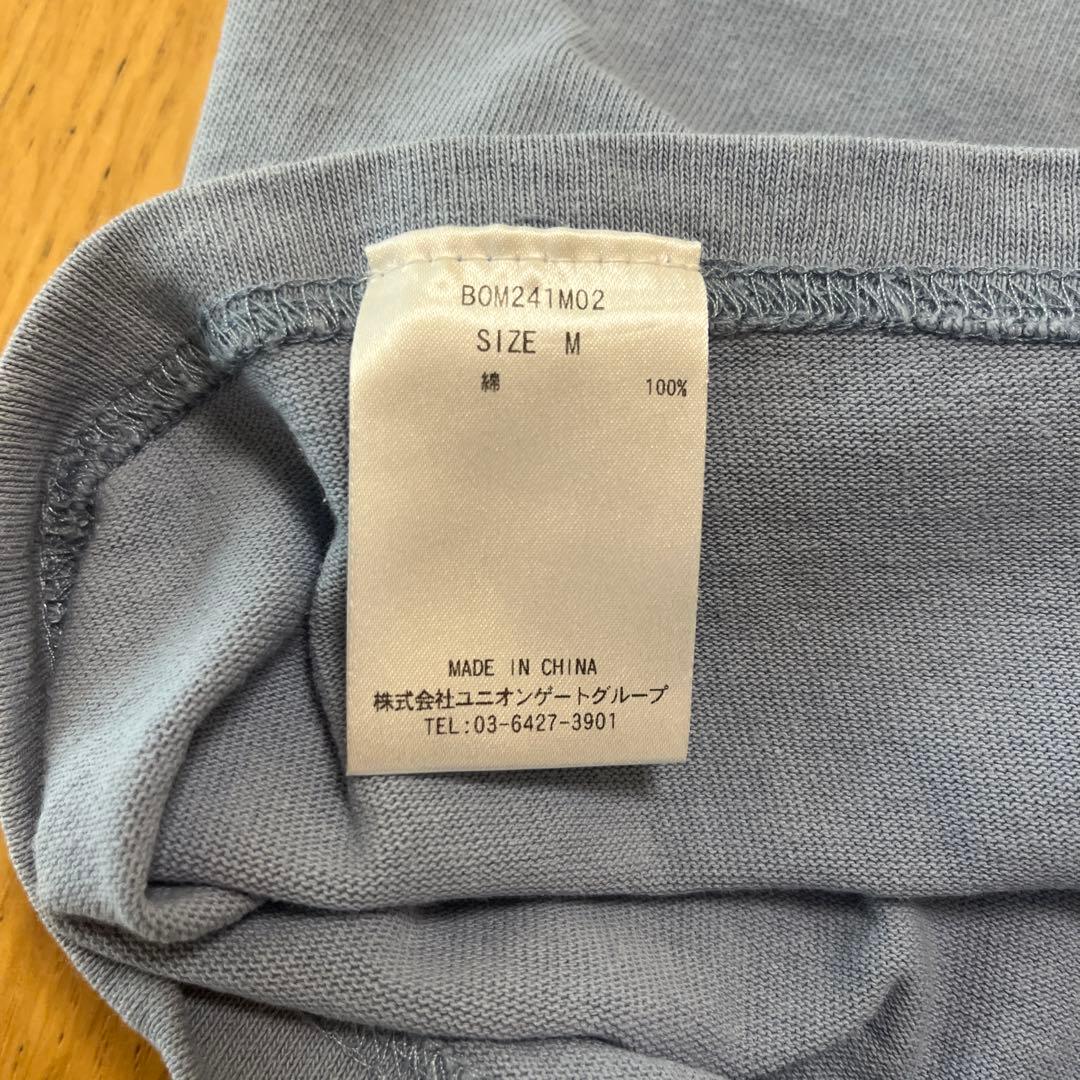 BOM241M02
SIZE M
綿 100%
MADE IN CHINA
株式会社ユニオンゲートグループ
TEL:03-6427-3901